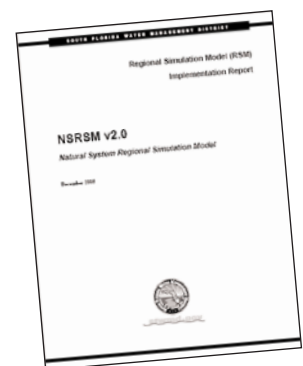 SOUTH FLORIDA WATER MANAGEMENT DISTRICT
Regional Simulation Model (RSM)
Implementation Report
NSRSM v2.0
Natural System Regional Simulation Model